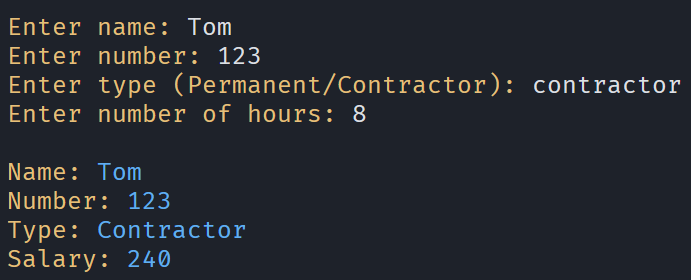 Enter name: Tom
Enter number: 123
Enter type (Permanent/Contractor): contractor
Enter number of hours: 8
Name: Tom
Number: 123
Type: Contractor
Salary: 240